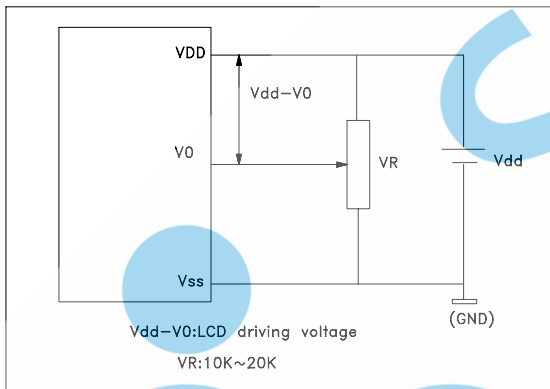 VDD
Vdd-V0
V0
VR
Vdd
Vss
(GND)
Vdd-V0:LCD driving voltage
VR:10K~20K